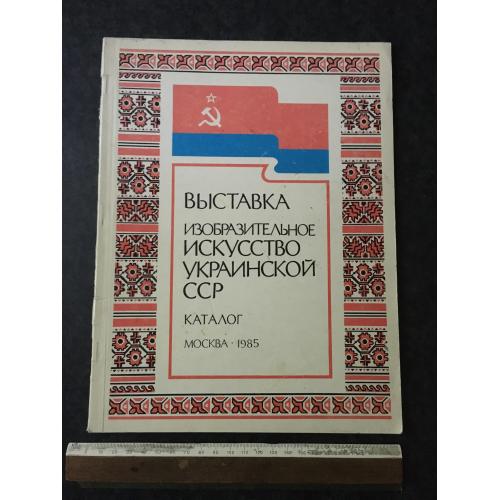 ВЫСТАВКА
ИЗОБРАЗИТЕЛЬНОЕ
ИСКУССТВО
УКРАИНСКОЙ
ССР
КАТАЛОГ
МОСКВА · 1985